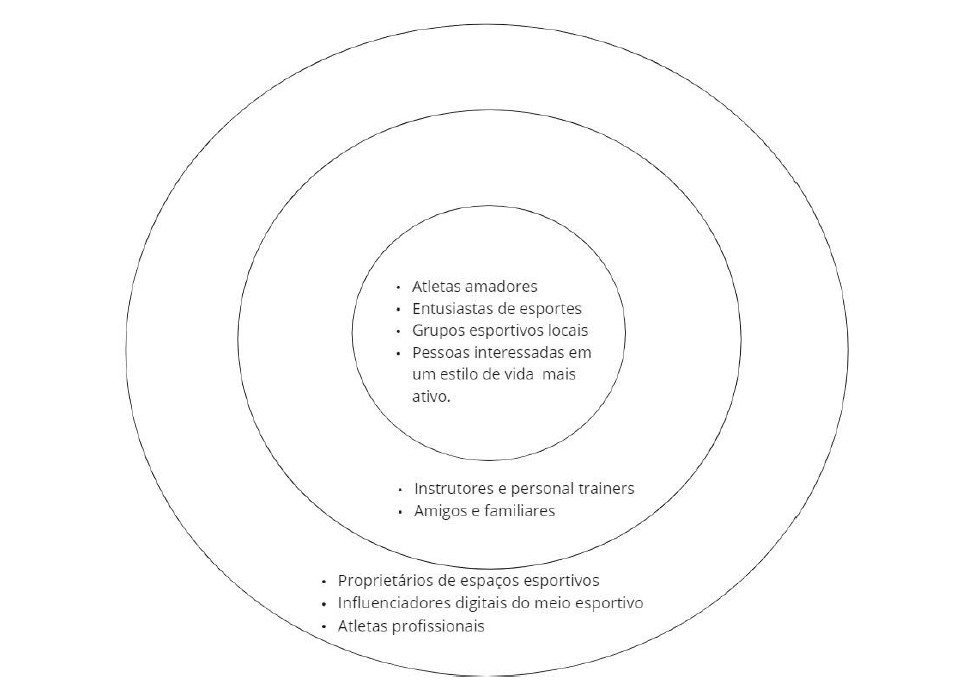 • Atletas amadores
• Entusiastas de esportes
• Grupos esportivos locais
• Pessoas interessadas em
um estilo de vida mais
ativo.
• Instrutores e personal trainers
• Amigos e familiares
• Proprietários de espaços esportivos
• Influenciadores digitais do meio esportivo
• Atletas profissionais